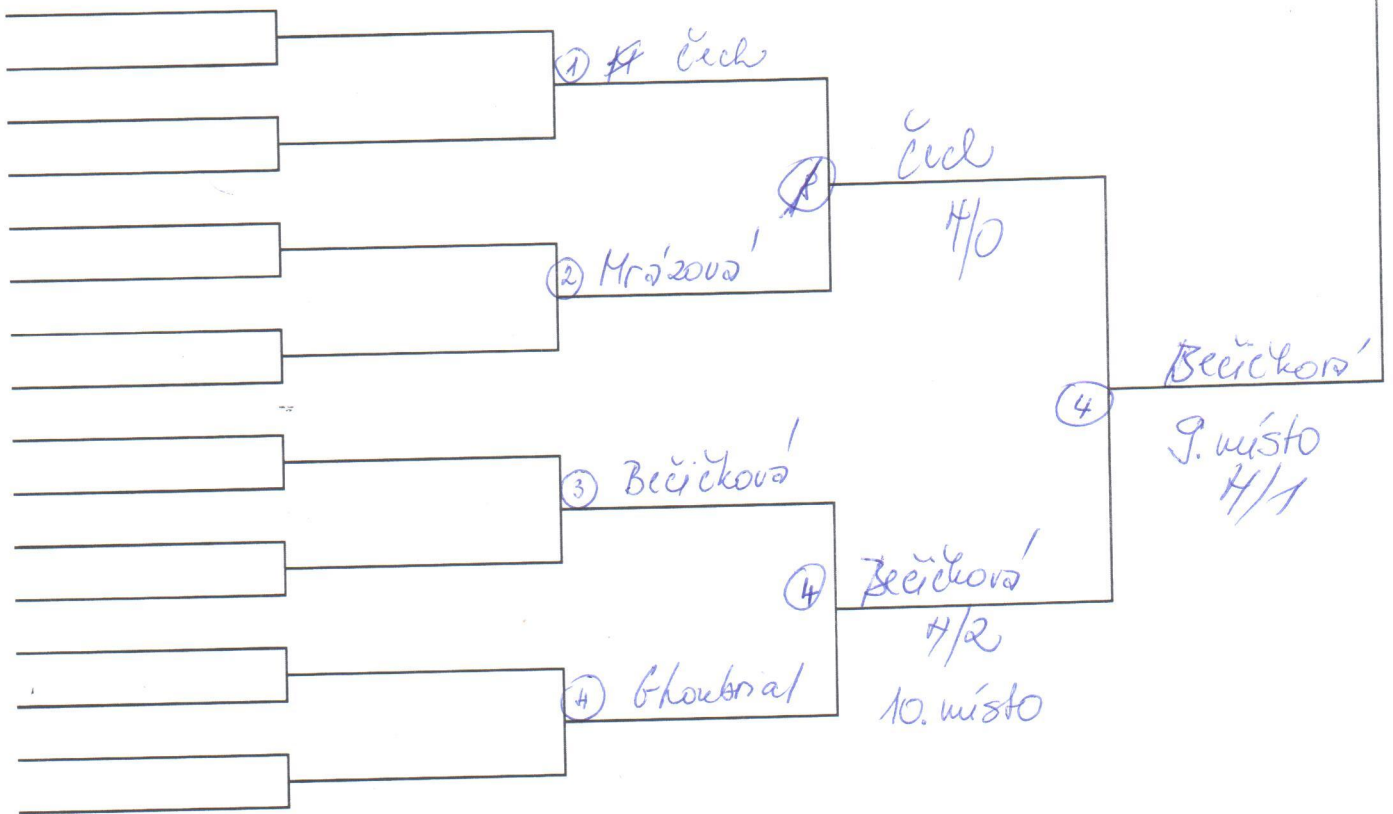 ① Čech
Čech
4/0
② Mrázová
Bečičková
④
9. místo
4/1
③ Bečičková
④ Bečičková
4/2
④ Ghoubrial
10. místo